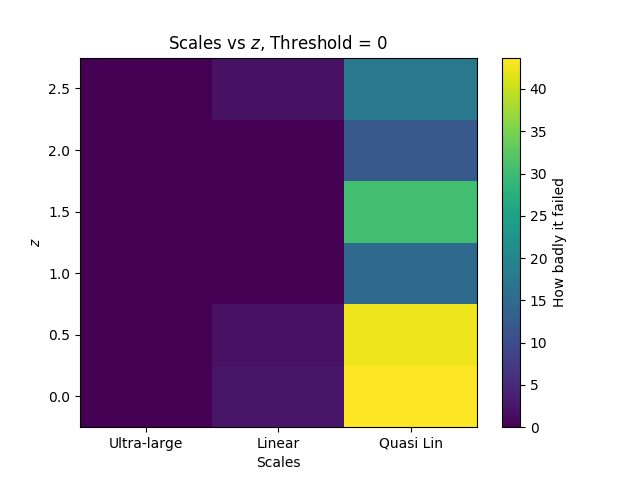 Scales vs z, Threshold = 0
2.5
2.0
1.5
1.0
0.5
0.0
z
Ultra-large
Linear
Quasi Lin
Scales
40
35
30
25
20
15
10
5
0
How badly it failed